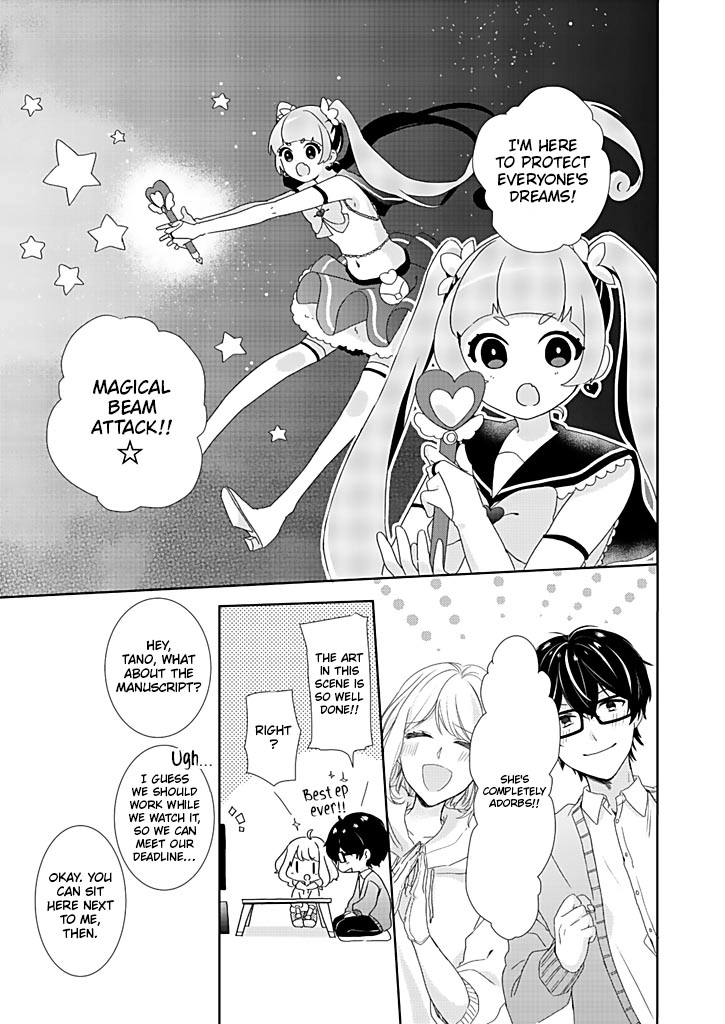 I'M HERE
TO PROTECT
EVERYONE'S
DREAMS!
MAGICAL
BEAM
ATTACK!!
☆
SHE'S
COMPLETELY
ADORBS!!
THE ART
IN THIS
SCENE IS
SO WELL
DONE!!
RIGHT
?
Best ep
ever!!
HEY,
TANO, WHAT
ABOUT THE
MANUSCRIPT?
Ugh...
I GUESS
WE SHOULD
WORK WHILE
WE WATCH IT,
SO WE CAN
MEET OUR
DEADLINE...
OKAY. YOU
CAN SIT
HERE NEXT
TO ME,
THEN.